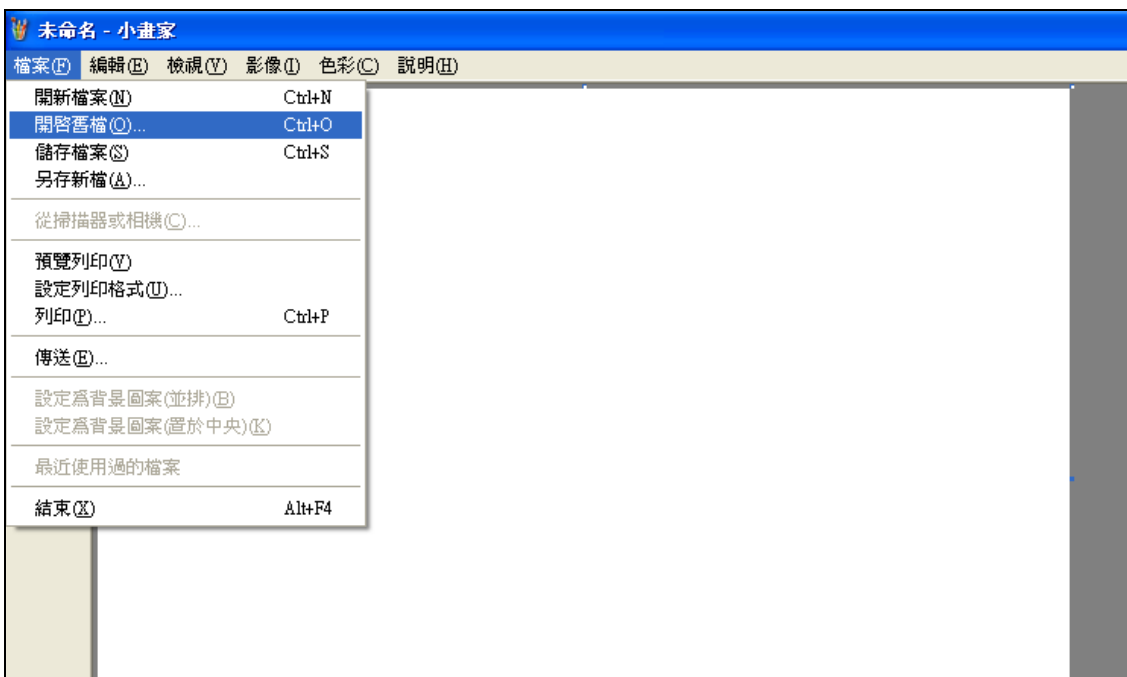 未命名 - 小畫家
檔案(F) 編輯(E) 檢視(V) 影像(I) 色彩(C) 說明(H)
開新檔案(N) Ctrl+N
開啓舊檔(O)... Ctrl+O
儲存檔案(S) Ctrl+S
另存新檔(A)...
從掃描器或相機(C)...
預覽列印(V)
設定列印格式(U)...
列印(P)... Ctrl+P
傳送(E)...
設定爲背景圖案(並排)(B)
設定爲背景圖案(置於中央)(K)
最近使用過的檔案
結束(X) Alt+F4